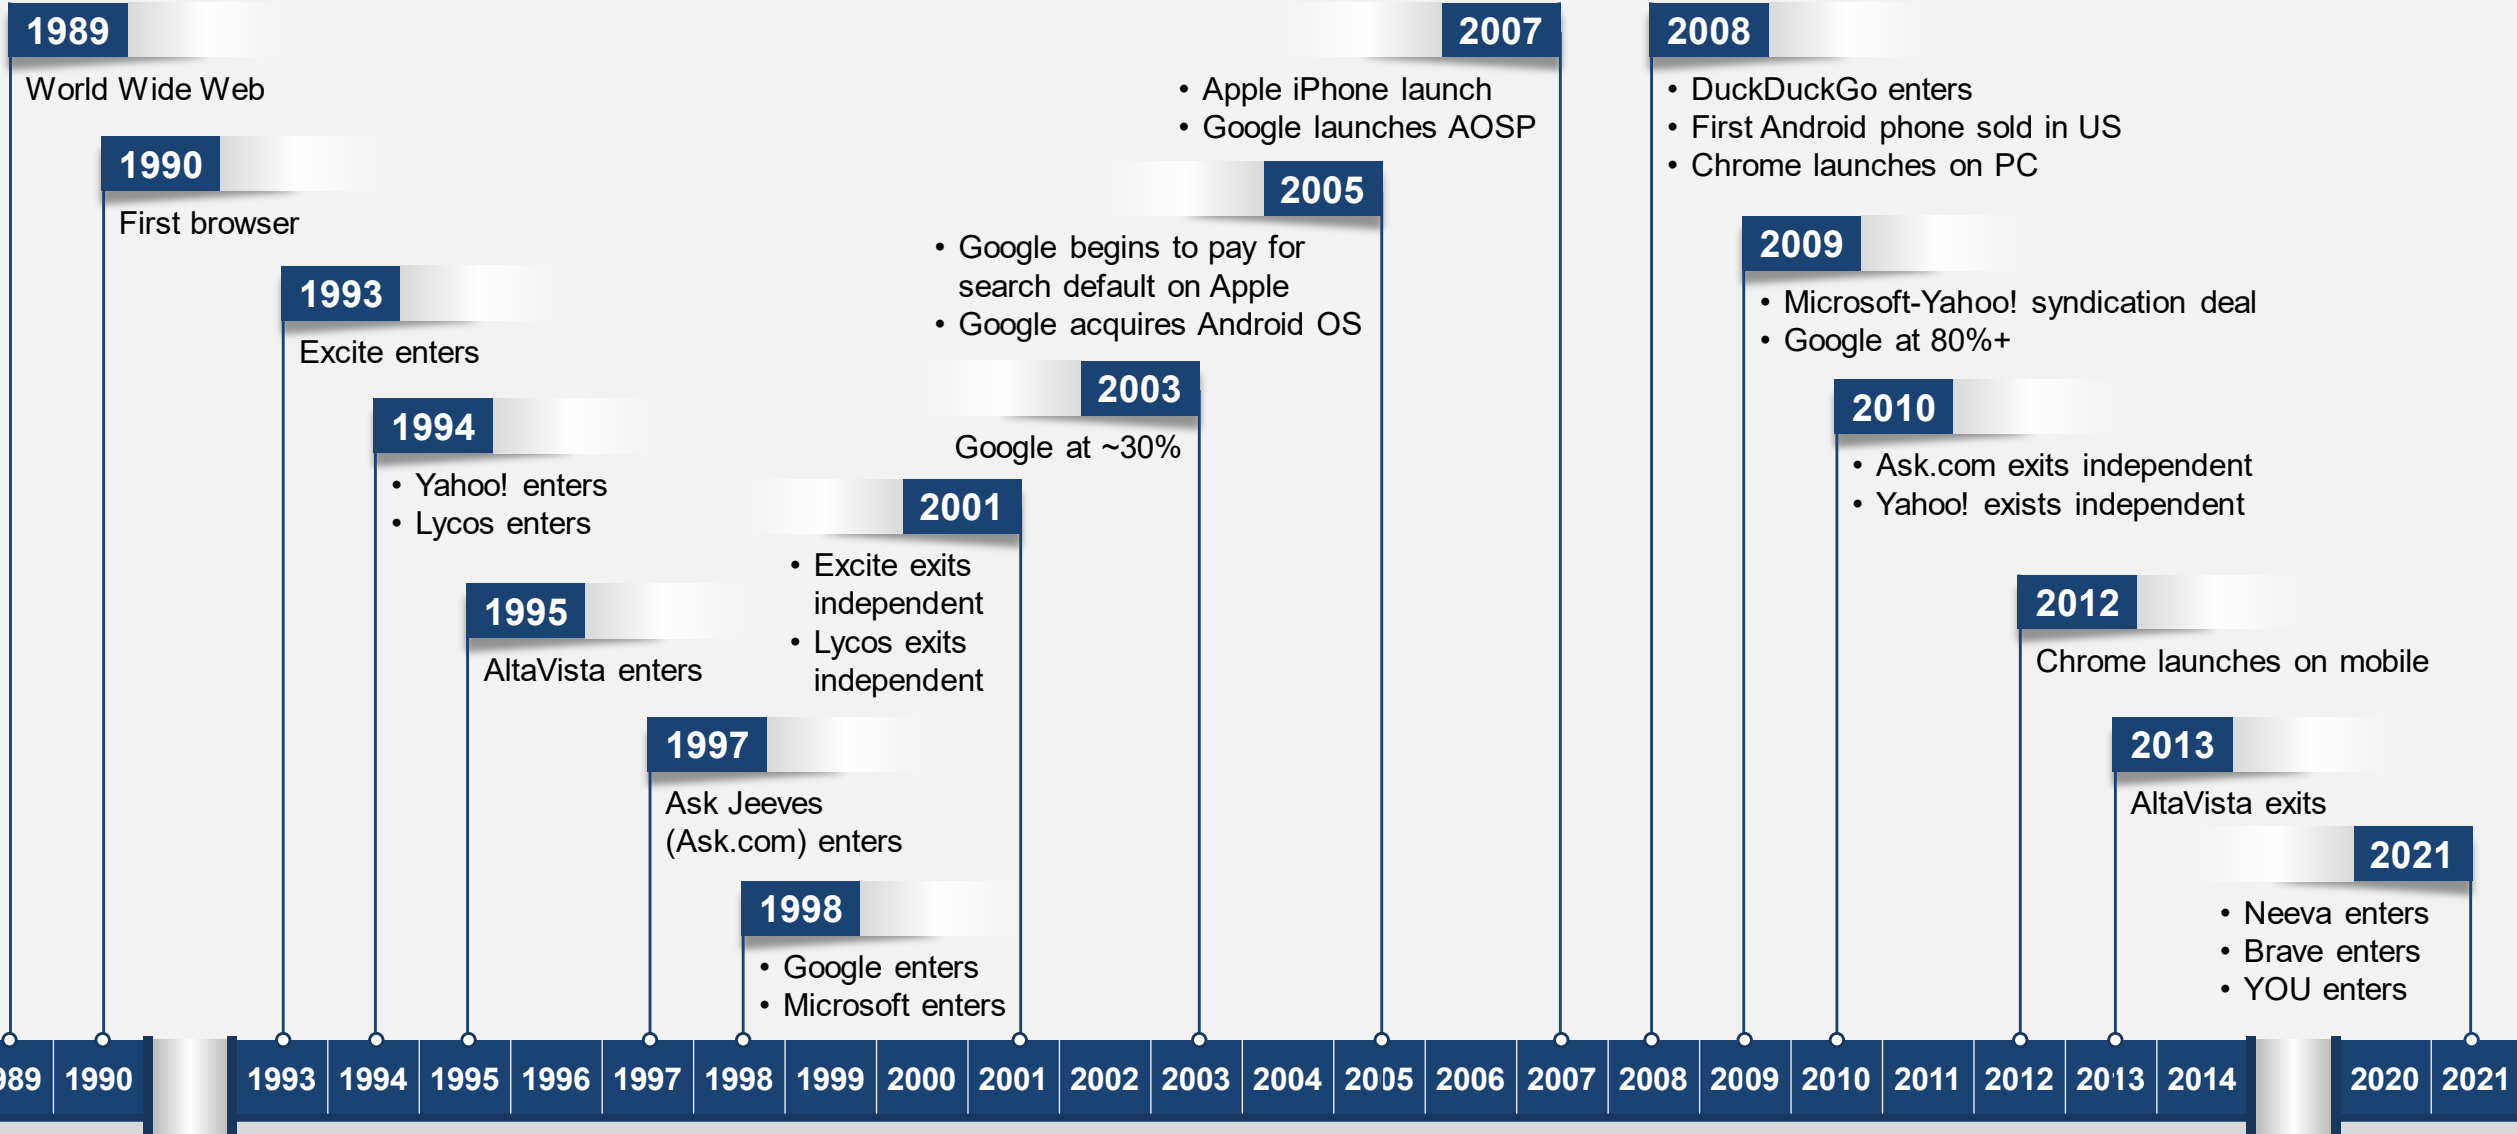 1989
World Wide Web
1990
First browser
1993
Excite enters
1994
• Yahoo! enters
• Lycos enters
1995
AltaVista enters
1997
Ask Jeeves
(Ask.com) enters
1998
• Google enters
• Microsoft enters
2001
• Excite exits
independent
• Lycos exits
independent
2003
Google at ~30%
2005
• Google begins to pay for
search default on Apple
• Google acquires Android OS
2007
• Apple iPhone launch
• Google launches AOSP
2008
• DuckDuckGo enters
• First Android phone sold in US
• Chrome launches on PC
2009
• Microsoft-Yahoo! syndication deal
• Google at 80%+
2010
• Ask.com exits independent
• Yahoo! exists independent
2012
Chrome launches on mobile
2013
AltaVista exits
2021
• Neeva enters
• Brave enters
• YOU enters
989 1990 1993 1994 1995 1996 1997 1998 1999 2000 2001 2002 2003 2004 2005 2006 2007 2008 2009 2010 2011 2012 2013 2014 2020 2021